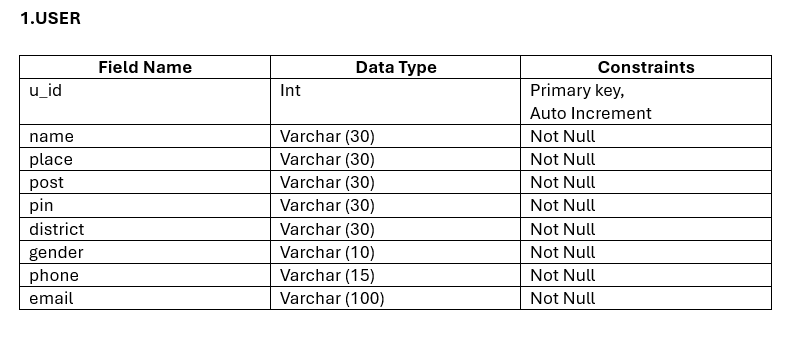 1.USER
Field Name Data Type Constraints
u_id Int Primary key,
Auto Increment
name Varchar (30) Not Null
place Varchar (30) Not Null
post Varchar (30) Not Null
pin Varchar (30) Not Null
district Varchar (30) Not Null
gender Varchar (10) Not Null
phone Varchar (15) Not Null
email Varchar (100) Not Null